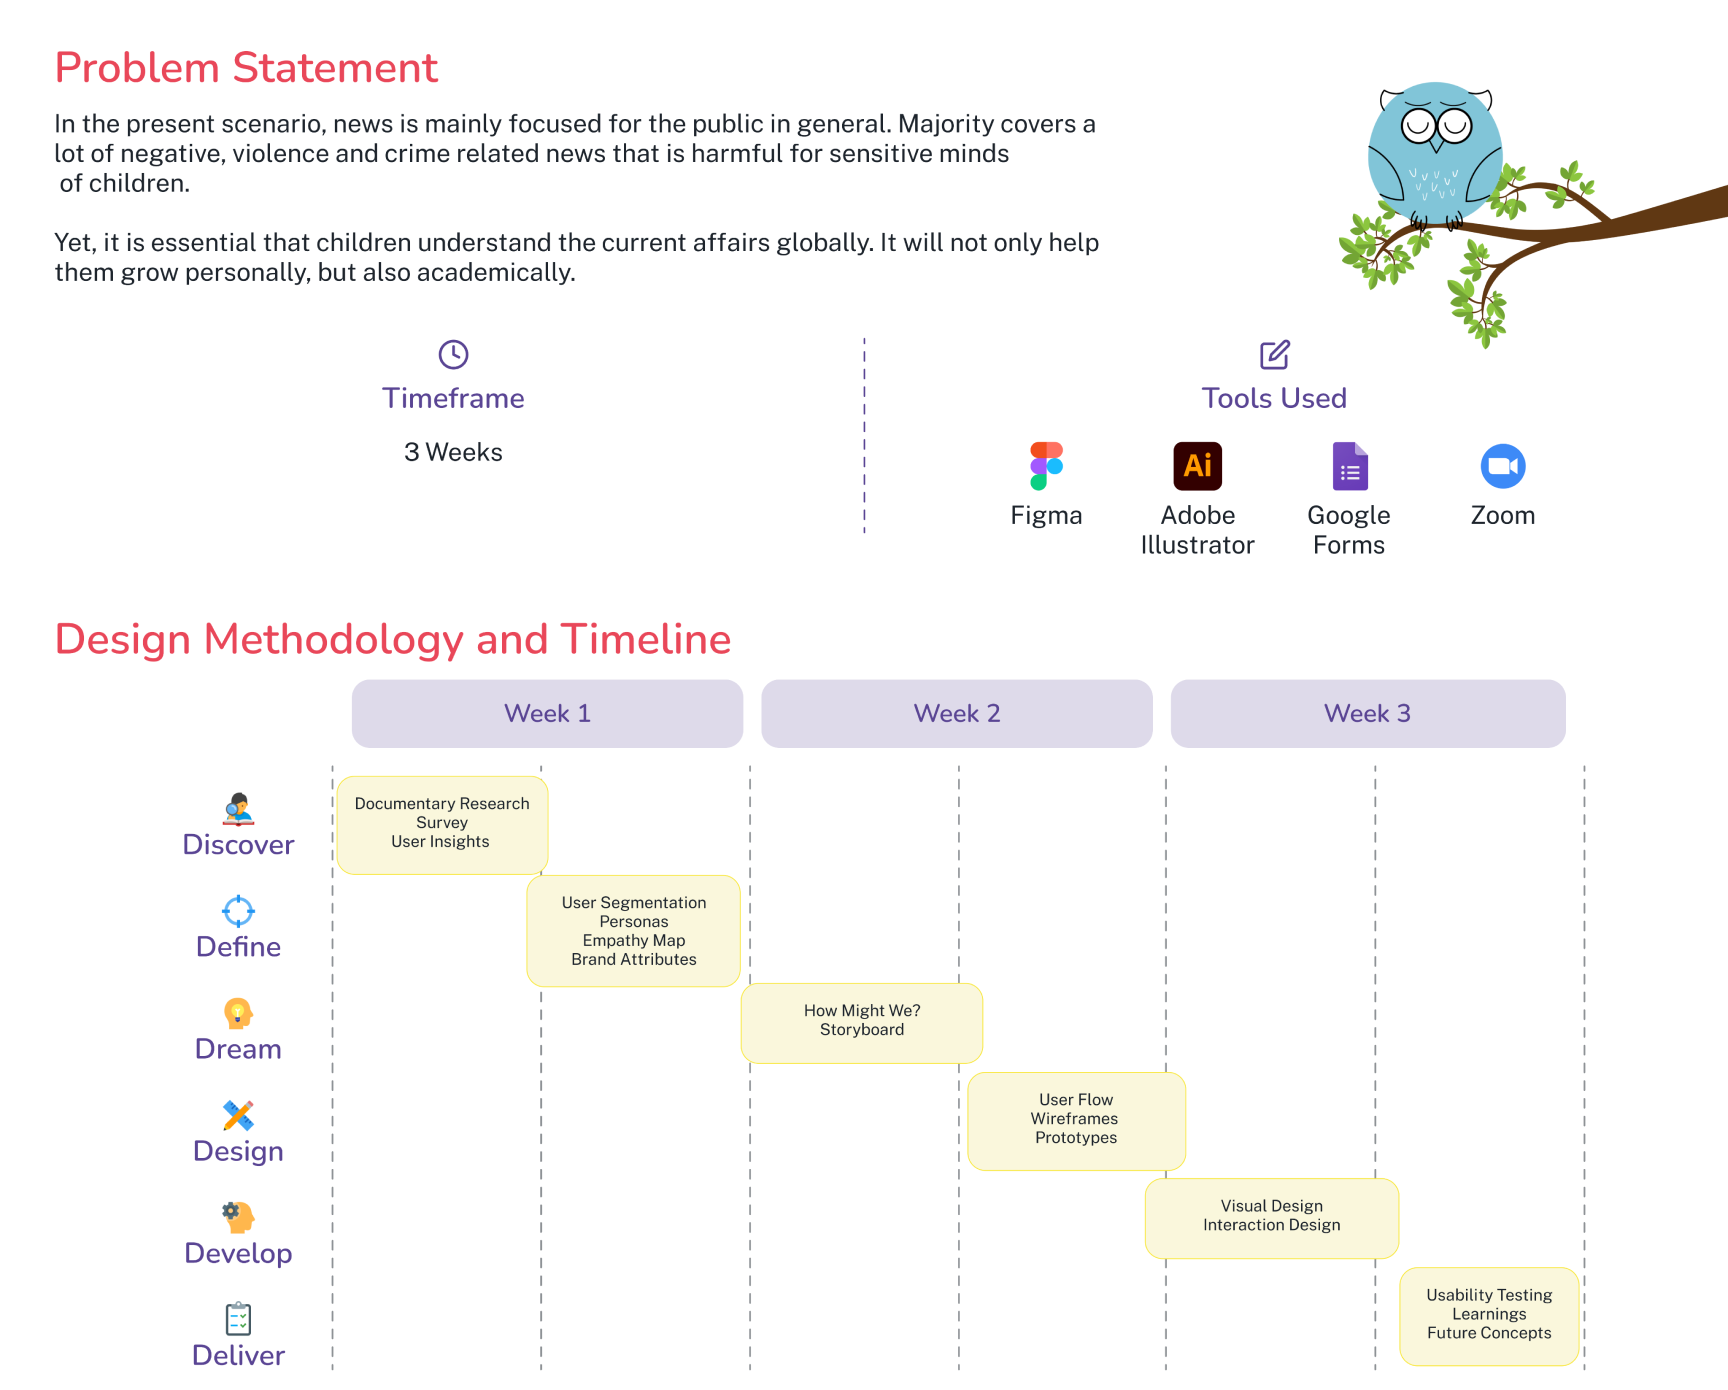 Problem Statement
In the present scenario, news is mainly focused for the public in general. Majority covers a
lot of negative, violence and crime related news that is harmful for sensitive minds
of children.
Yet, it is essential that children understand the current affairs globally. It will not only help
them grow personally, but also academically.
Timeframe
3 Weeks
Tools Used
Ai
Figma
Adobe
Illustrator
Google
Forms
Zoom
Design Methodology and Timeline
Week 1
Week 2
Week 3
Discover
Documentary Research
Survey
User Insights
Define
User Segmentation
Personas
Empathy Map
Brand Attributes
Dream
How Might We?
Storyboard
Design
User Flow
Wireframes
Prototypes
Develop
Visual Design
Interaction Design
Deliver
Usability Testing
Learnings
Future Concepts